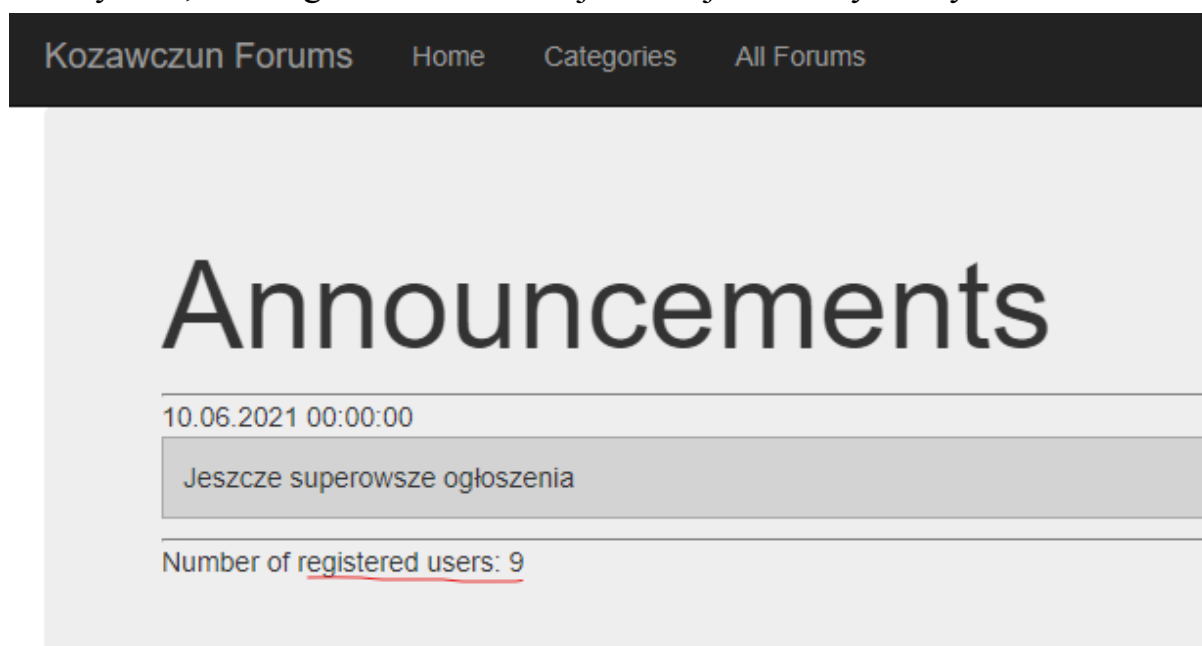 Kozawczun Forums Home Categories All Forums
Announcements
10.06.2021 00:00:00
Jeszcze superowsze ogłoszenia
Number of registered users: 9